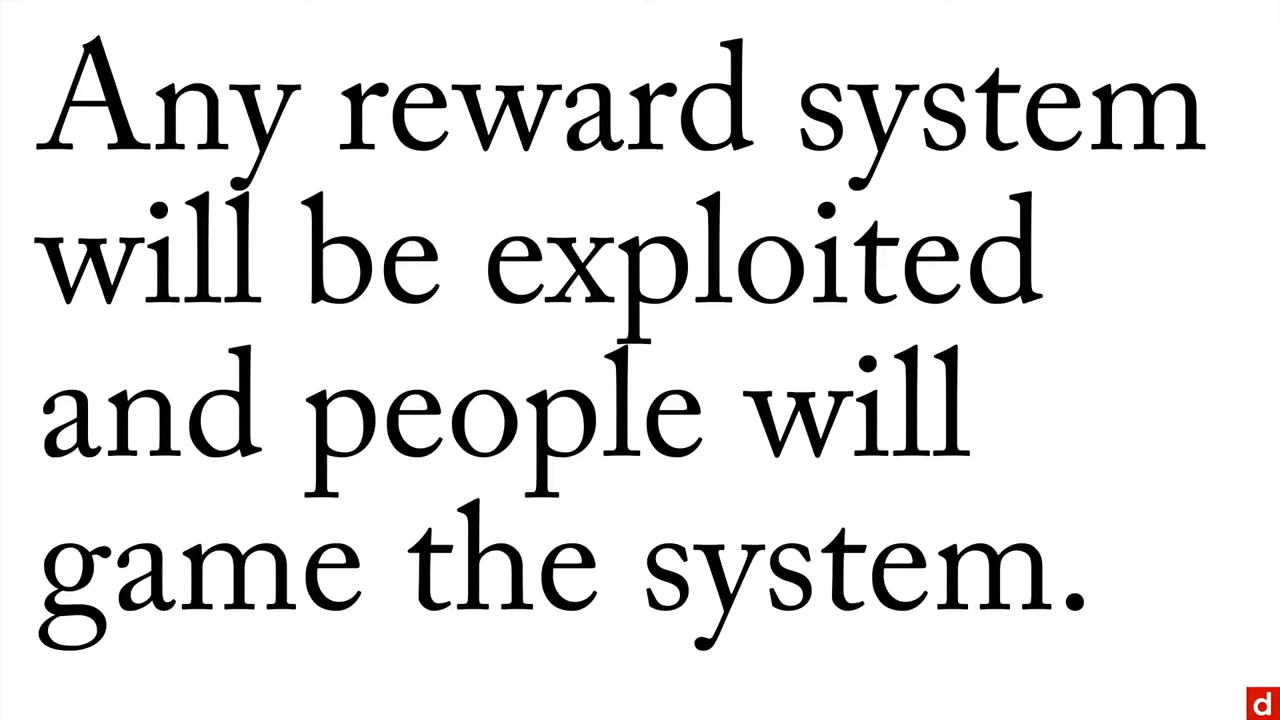 Any reward system
will be exploited
and people will
game the system.
d